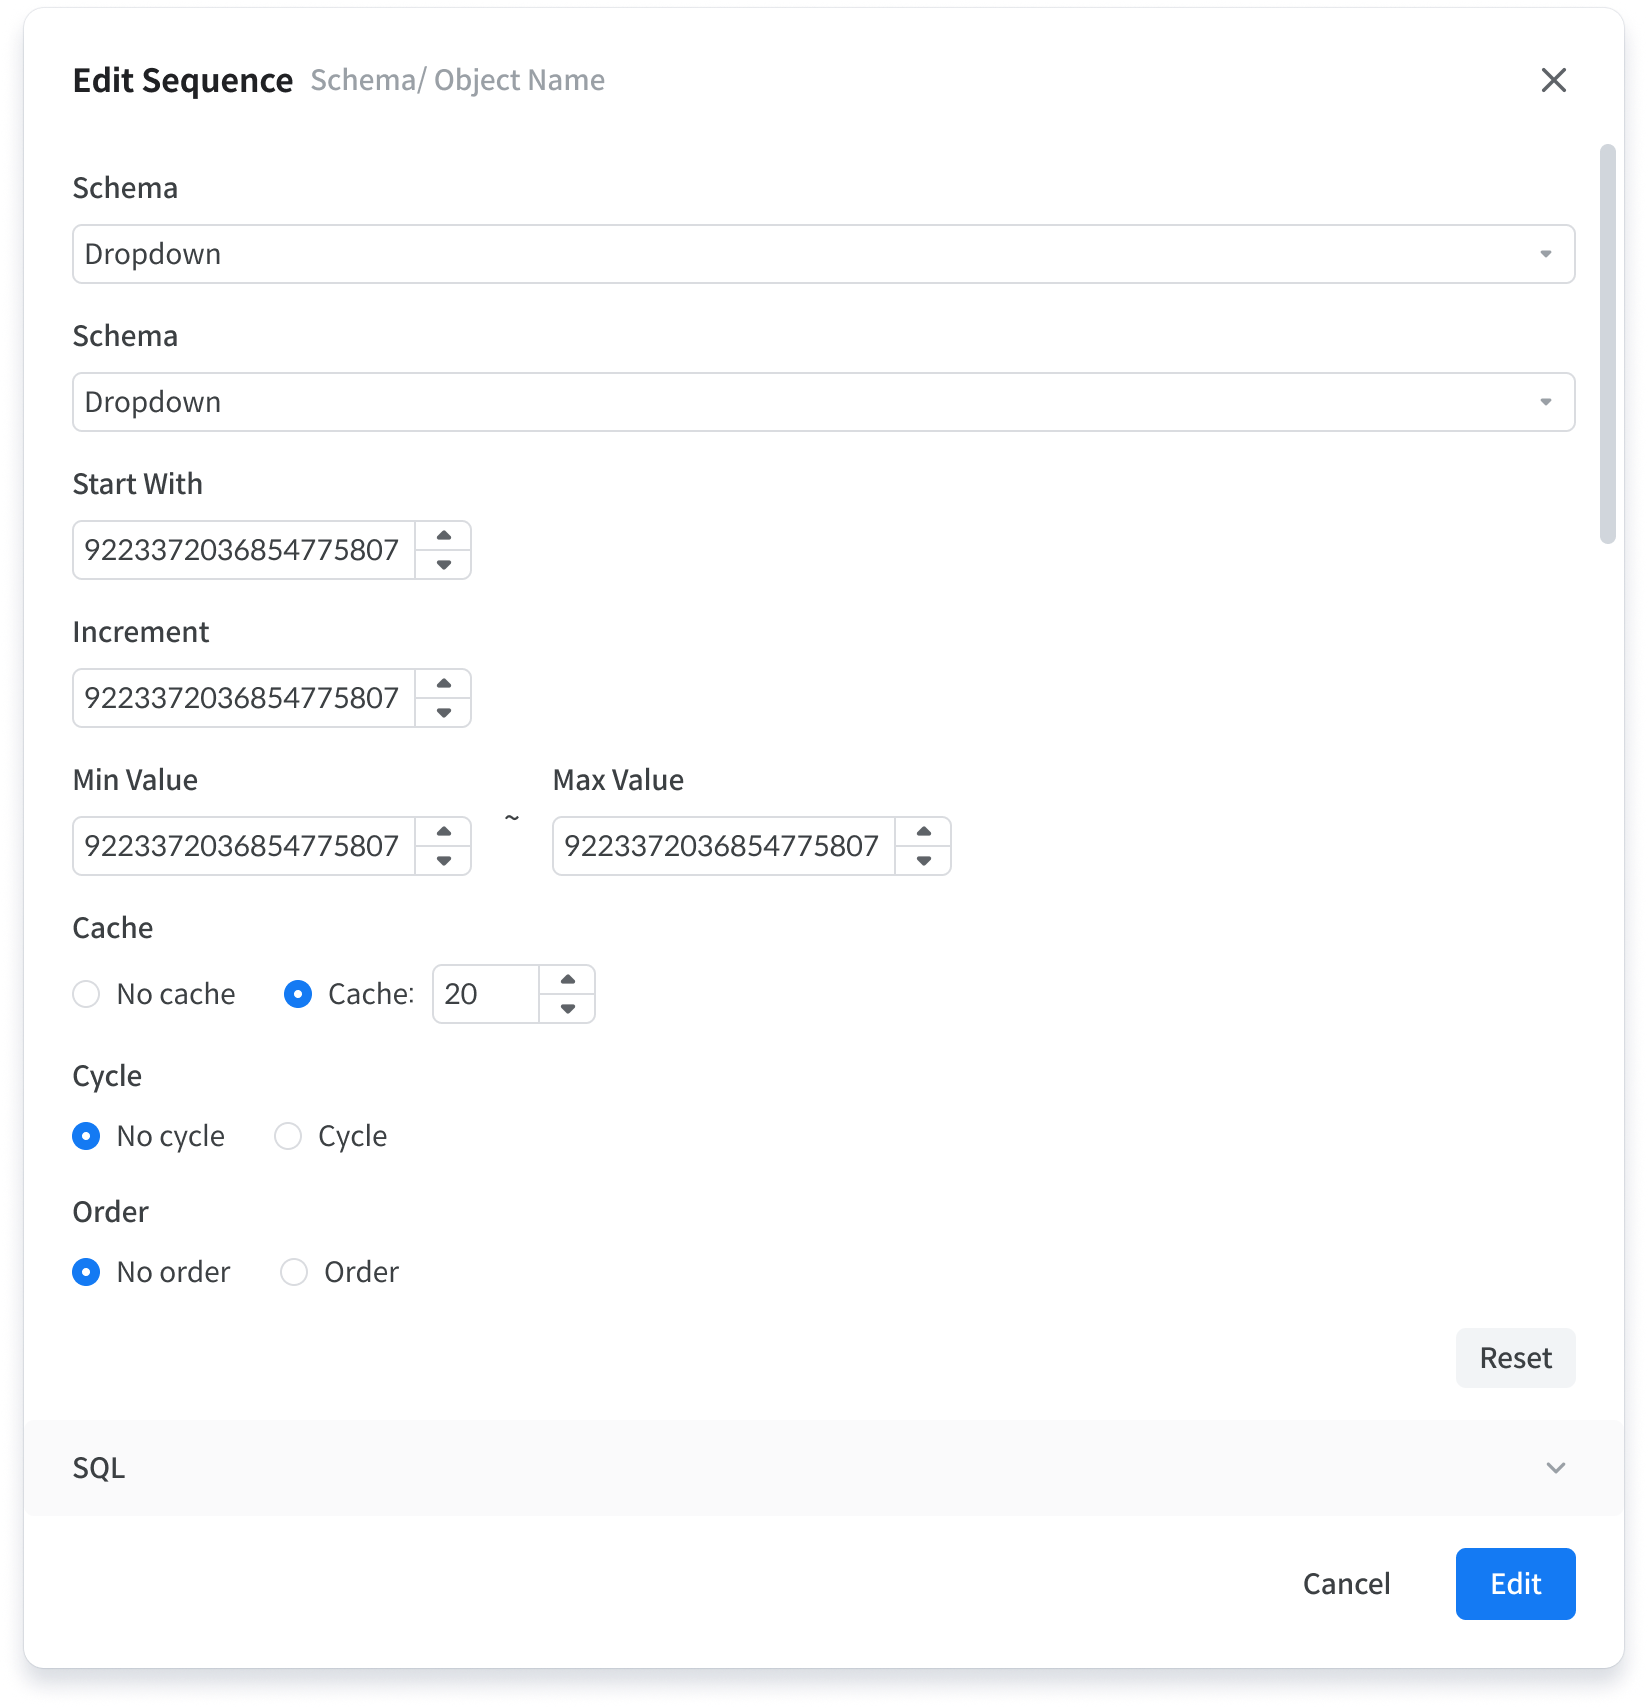 Edit Sequence Schema/ Object Name
Schema
Dropdown
Schema
Dropdown
Start With
9223372036854775807
Increment
9223372036854775807
Min Value Max Value
9223372036854775807 ~ 9223372036854775807
Cache
No cache Cache: 20
Cycle
No cycle Cycle
Order
No order Order
Reset
SQL
Cancel Edit